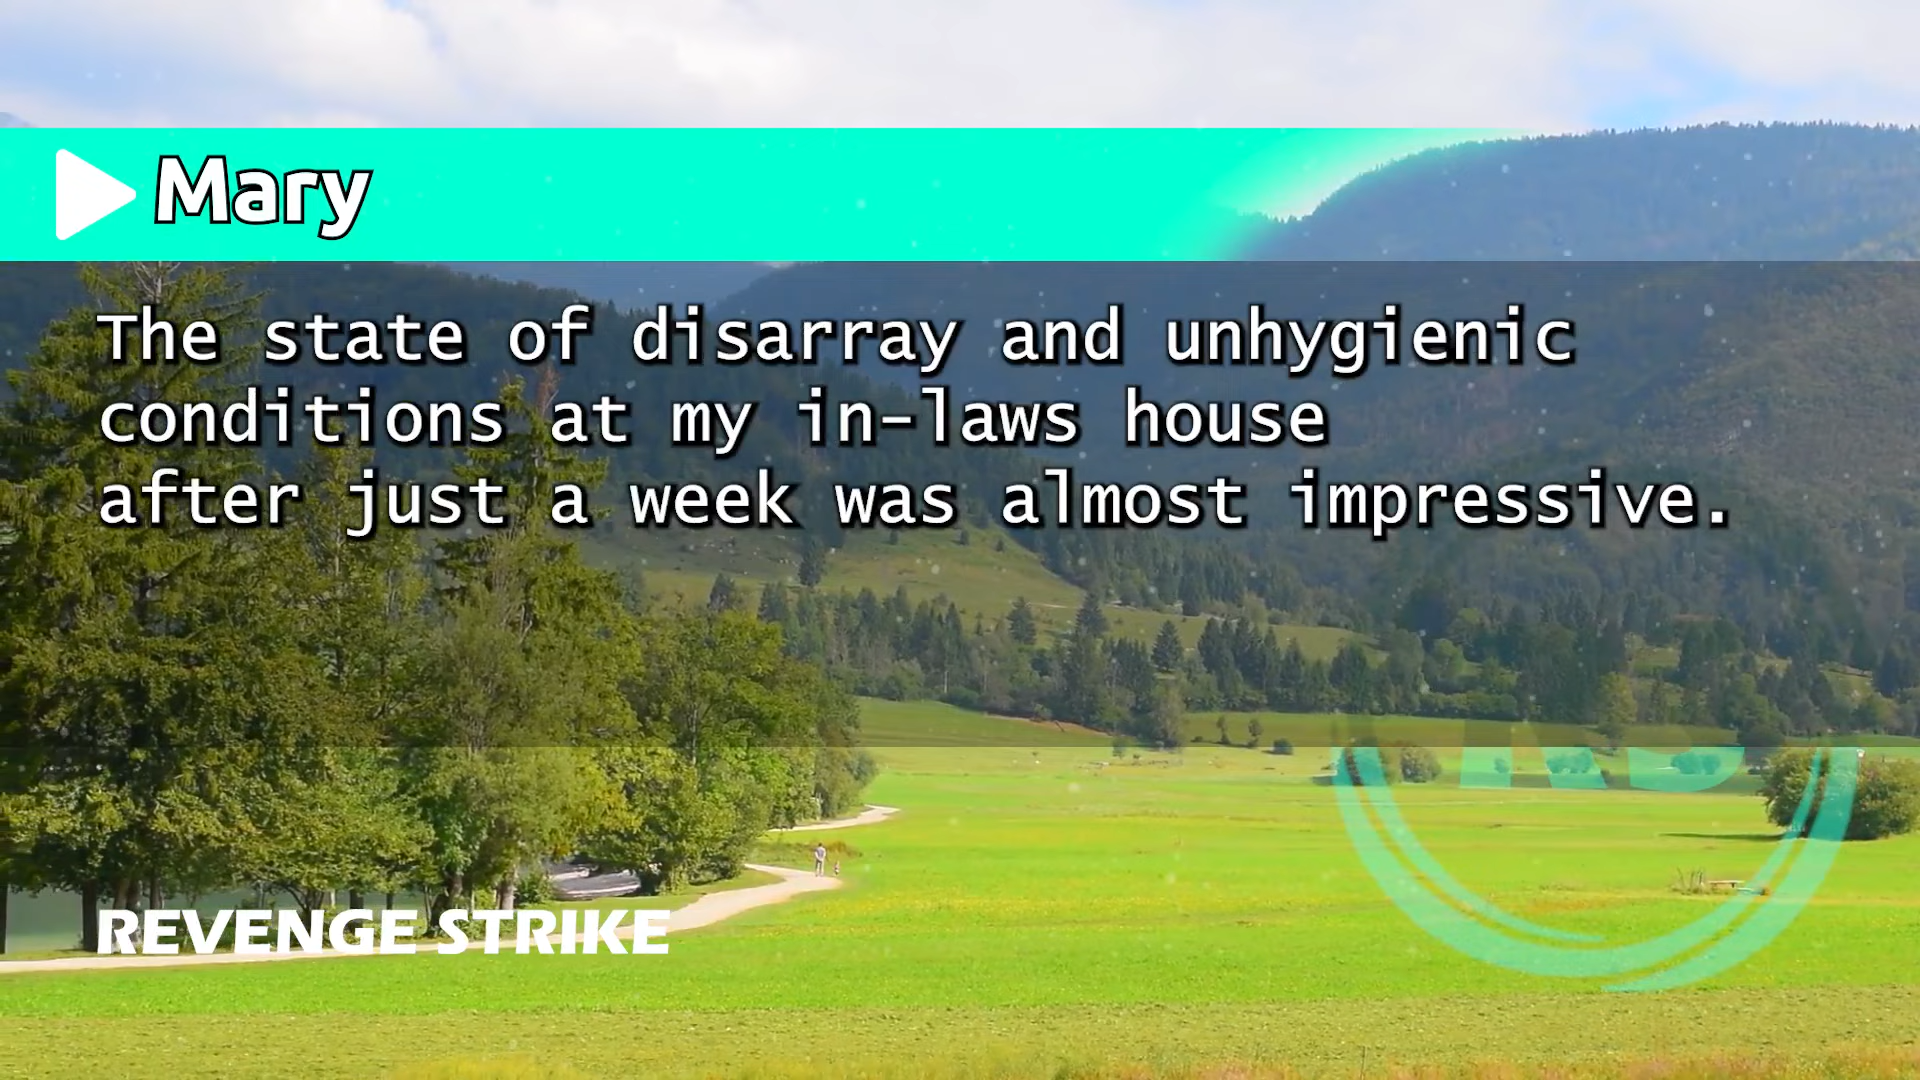 Mary
The state of disarray and unhygienic
conditions at my in-laws house
after just a week was almost impressive.
REVENGE STRIKE